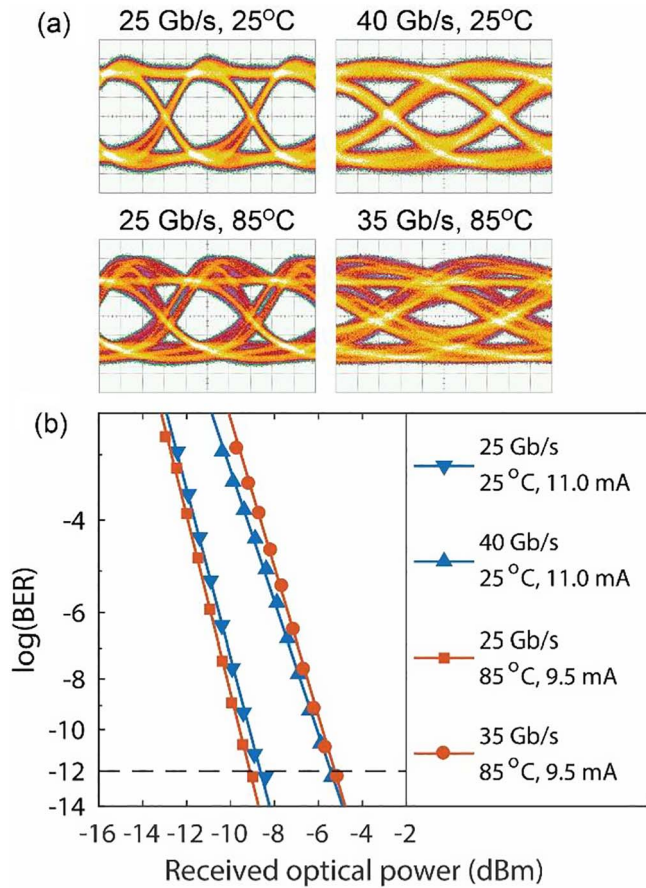 (a)
25 Gb/s, 25°C
40 Gb/s, 25°C
25 Gb/s, 85°C
35 Gb/s, 85°C
(b)
log(BER)
-4
-6
-8
-10
-12
-14
-16 -14 -12 -10 -8 -6 -4 -2
Received optical power (dBm)
25 Gb/s
25 °C, 11.0 mA
40 Gb/s
25 °C, 11.0 mA
25 Gb/s
85 °C, 9.5 mA
35 Gb/s
85 °C, 9.5 mA